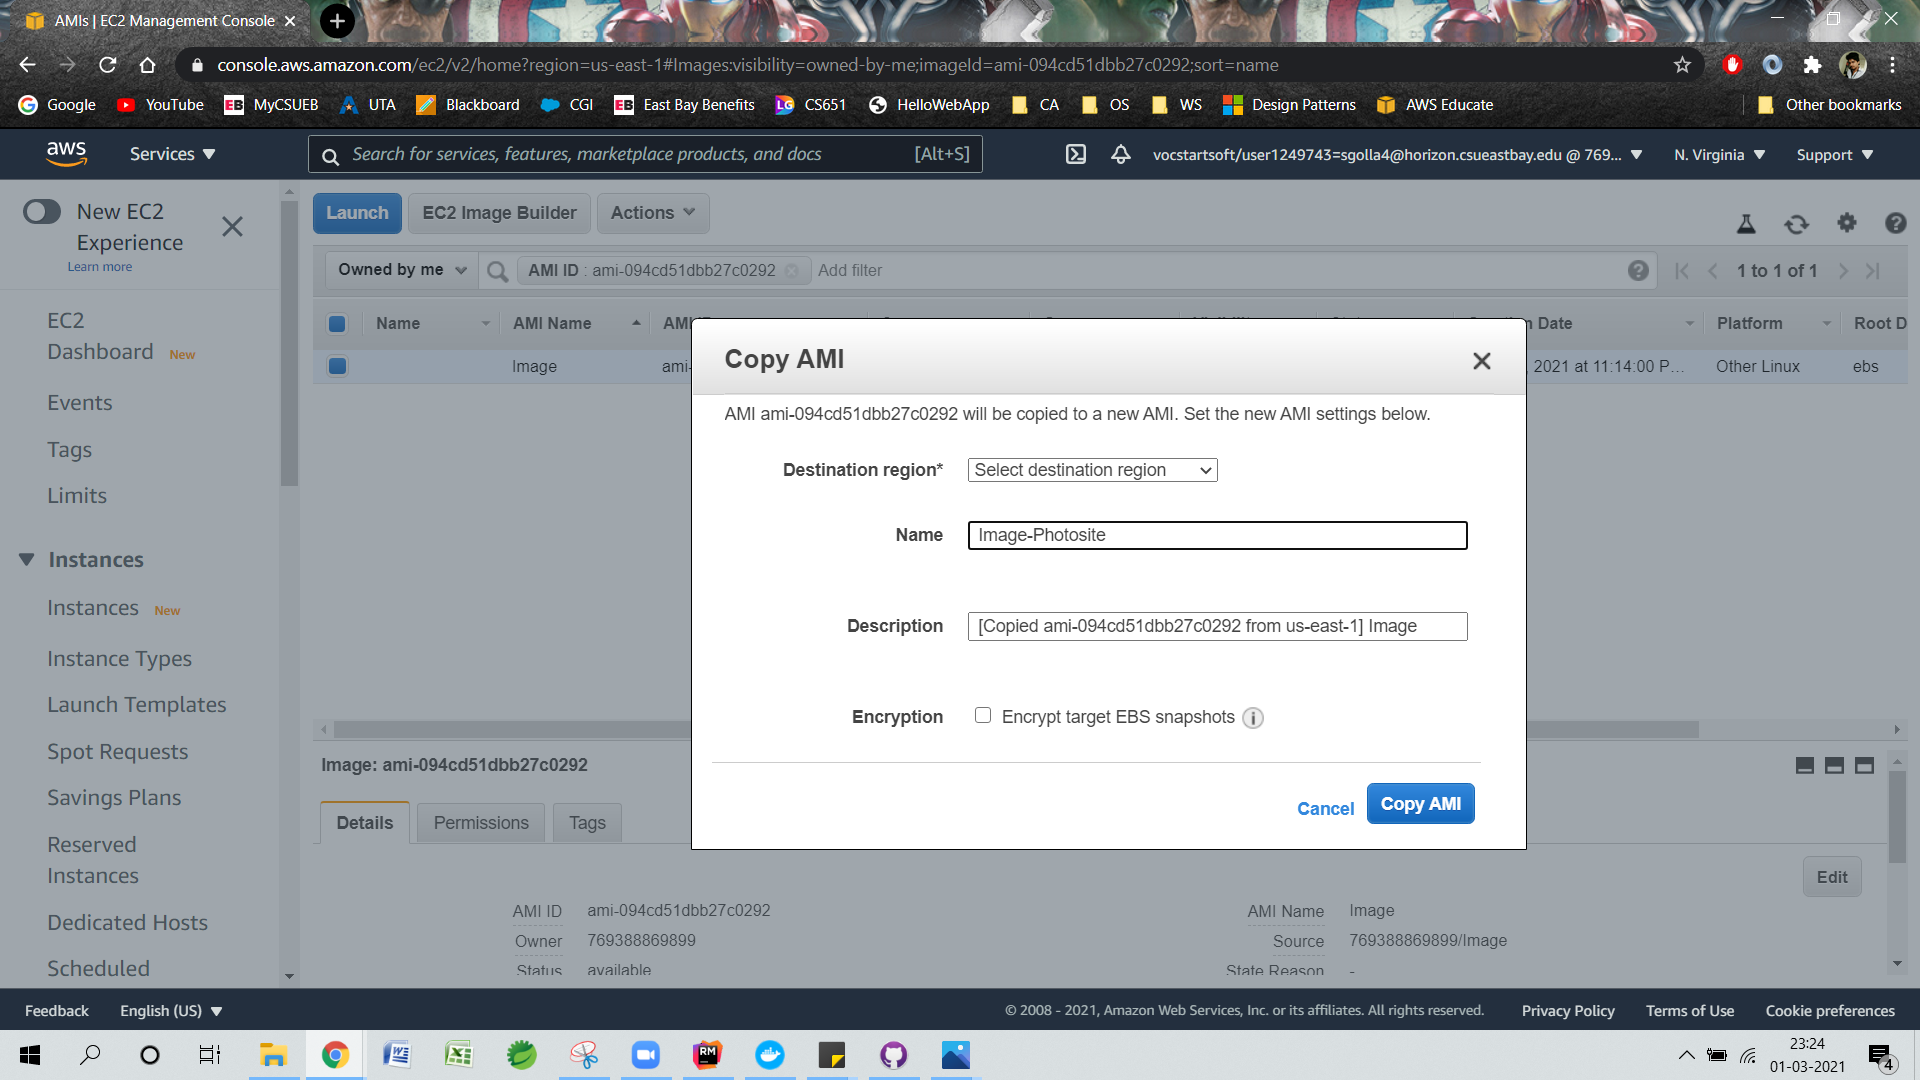 AMIs | EC2 Management Console
console.aws.amazon.com/ec2/v2/home?region=us-east-1#Images:visibility=owned-by-me;imageId=ami-094cd51dbb27c0292;sort=name
Google YouTube MyCSUEB UTA Blackboard CGI East Bay Benefits CS651 HelloWebApp CA OS WS Design Patterns AWS Educate Other bookmarks
aws Services Search for services, features, marketplace products, and docs [Alt+S] vocstartsoft/user1249743=sgolla4@horizon.csueastbay.edu @ 769... N. Virginia Support
New EC2
Experience
Learn more
EC2
Dashboard New
Events
Tags
Limits
Instances
Instances New
Instance Types
Launch Templates
Spot Requests
Savings Plans
Reserved
Instances
Dedicated Hosts
Scheduled
Launch EC2 Image Builder Actions
Owned by me AMI ID : ami-094cd51dbb27c0292 Add filter 1 to 1 of 1
Name AMI Name AMI Date Platform Root D
Image ami- 2021 at 11:14:00 P... Other Linux ebs
Copy AMI
AMI ami-094cd51dbb27c0292 will be copied to a new AMI. Set the new AMI settings below.
Destination region* Select destination region
Name Image-Photosite
Description [Copied ami-094cd51dbb27c0292 from us-east-1] Image
Encryption Encrypt target EBS snapshots
Cancel Copy AMI
Image: ami-094cd51dbb27c0292
Details Permissions Tags
Edit
AMI ID ami-094cd51dbb27c0292 AMI Name Image
Owner 769388869899 Source 769388869899/Image
Status available State Reason -
Feedback English (US) © 2008 - 2021, Amazon Web Services, Inc. or its affiliates. All rights reserved. Privacy Policy Terms of Use Cookie preferences
23:24
01-03-2021
4